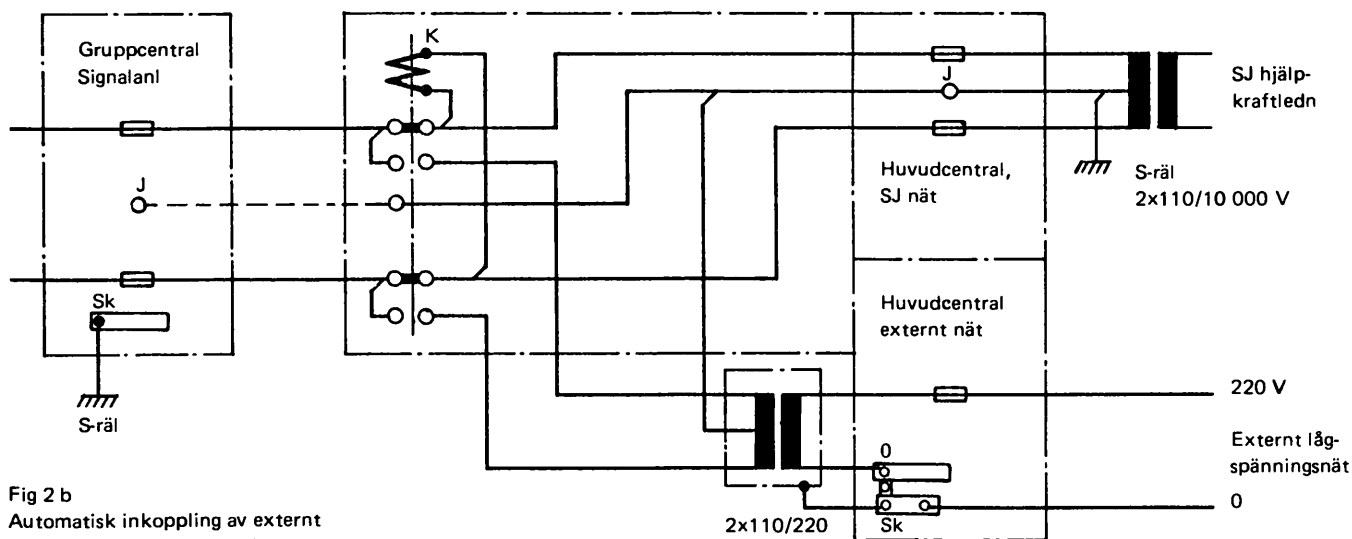 Gruppcentral
Signalanl
K
J
SJ hjälp-
kraftledn
J
Huvudcentral,
SJ nät
S-räl
2x110/10 000 V
Sk
S-räl
Huvudcentral
externt nät
220 V
Externt låg-
spänningsnät
0
0
Sk
2x110/220
Fig 2 b
Automatisk inkoppling av externt